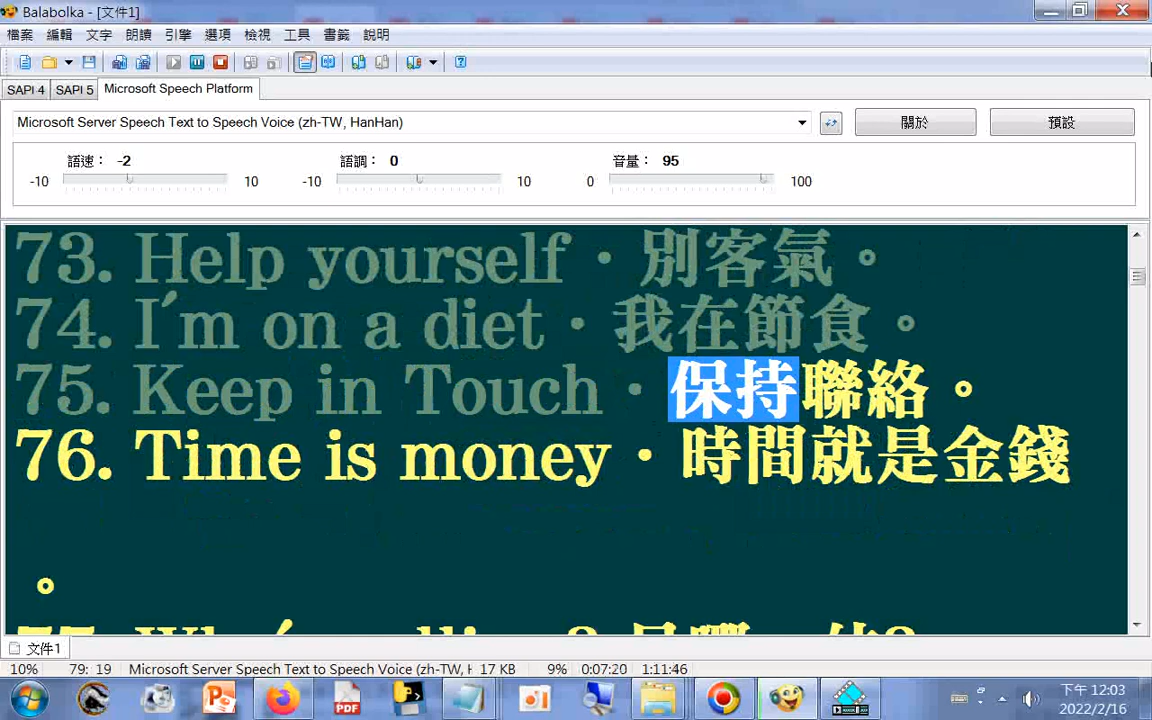 Balabolka - [文件1]
檔案 編輯 文字 朗讀 引擎 選項 檢視 工具 書籤 說明
SAPI 4 SAPI 5 Microsoft Speech Platform
Microsoft Server Speech Text to Speech Voice (zh-TW, HanHan) 關於 預設
語速： -2 語調： 0 音量： 95
-10 10 -10 10 0 100
73. Help yourself．別客氣。
74. I´m on a diet．我在節食。
75. Keep in Touch．保持聯絡。
76. Time is money．時間就是金錢
。
文件1
10% 79: 19 Microsoft Server Speech Text to Speech Voice (zh-TW, H 17 KB 9% 0:07:20 1:11:46
PDF
下午 12:03
2022/2/16